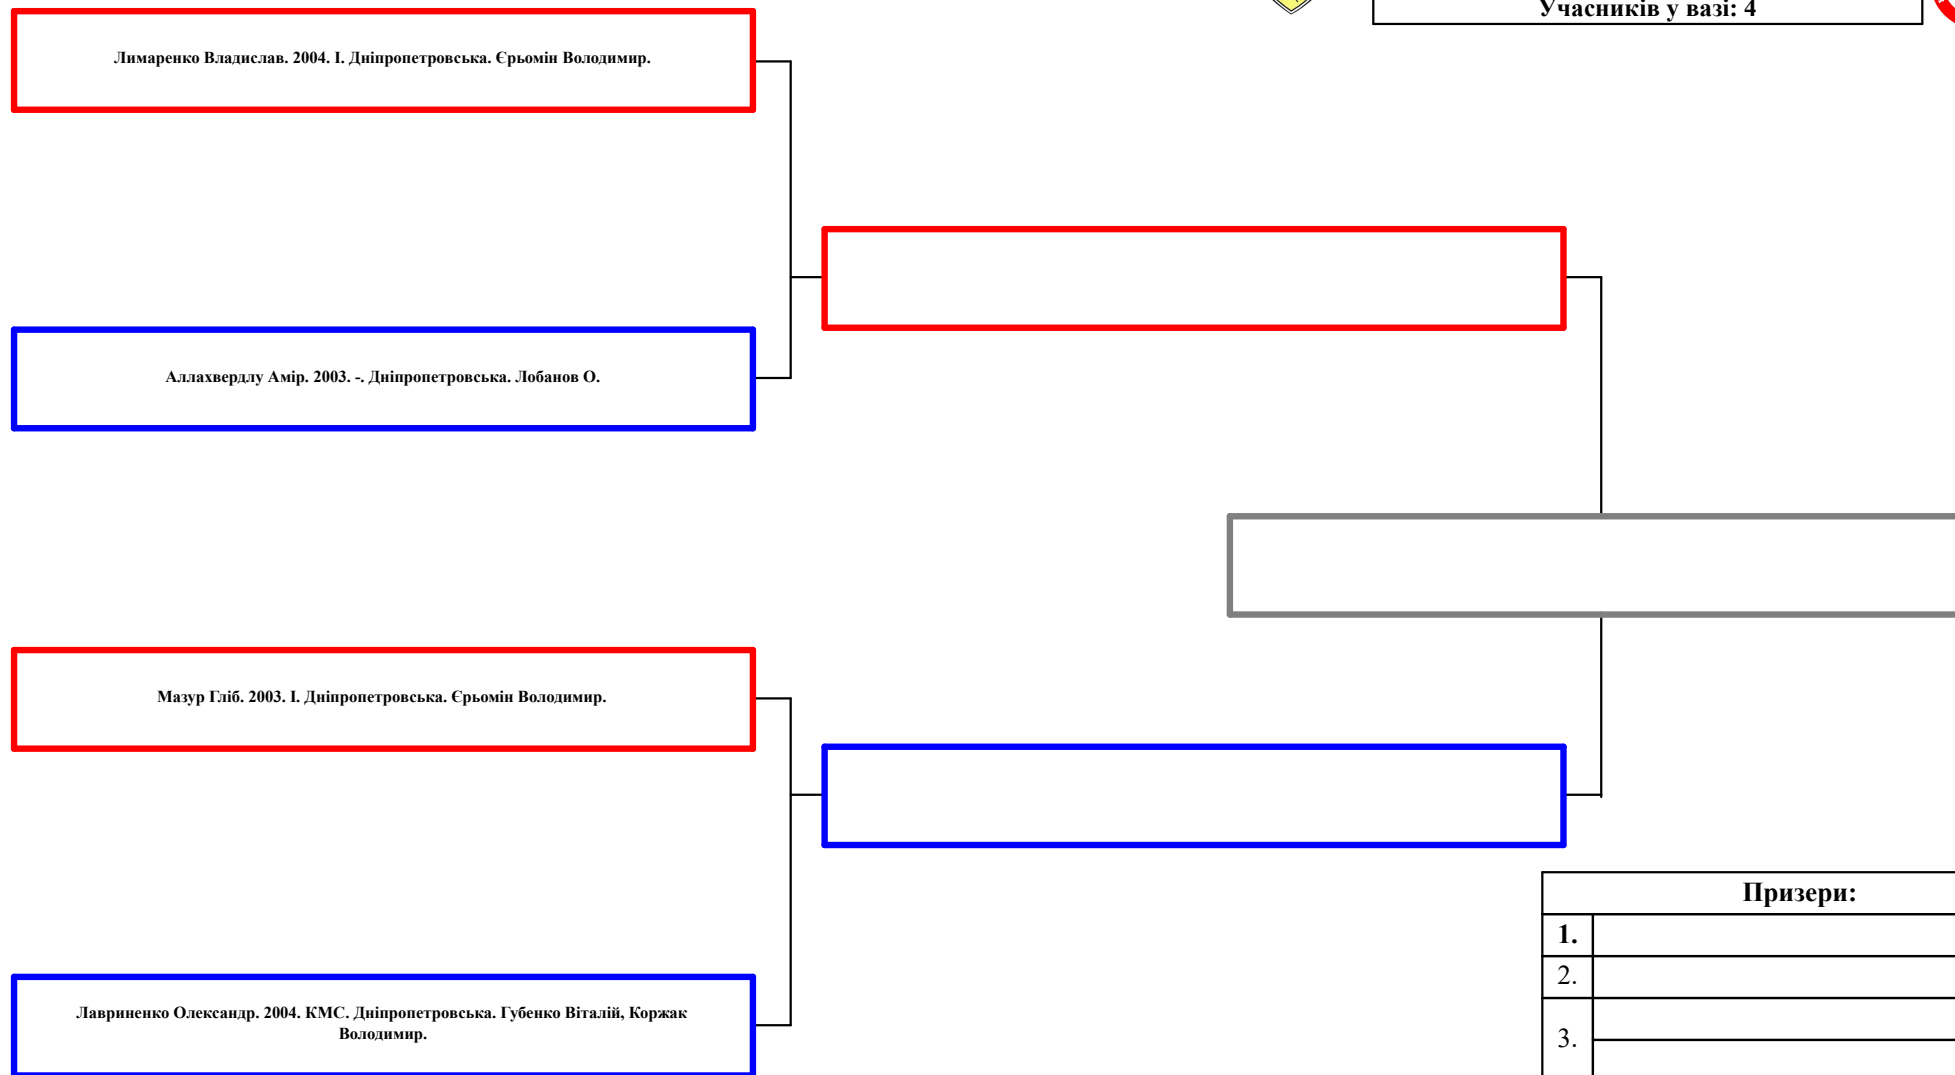 Учасників у вазі: 4
Лимаренко Владислав. 2004. І. Дніпропетровська. Єрьомін Володимир.
Аллахвердлу Амір. 2003. -. Дніпропетровська. Лобанов О.
Мазур Гліб. 2003. І. Дніпропетровська. Єрьомін Володимир.
Лавриненко Олександр. 2004. КМС. Дніпропетровська. Губенко Віталій, Коржак
Володимир.
Призери:
1.
2.
3.